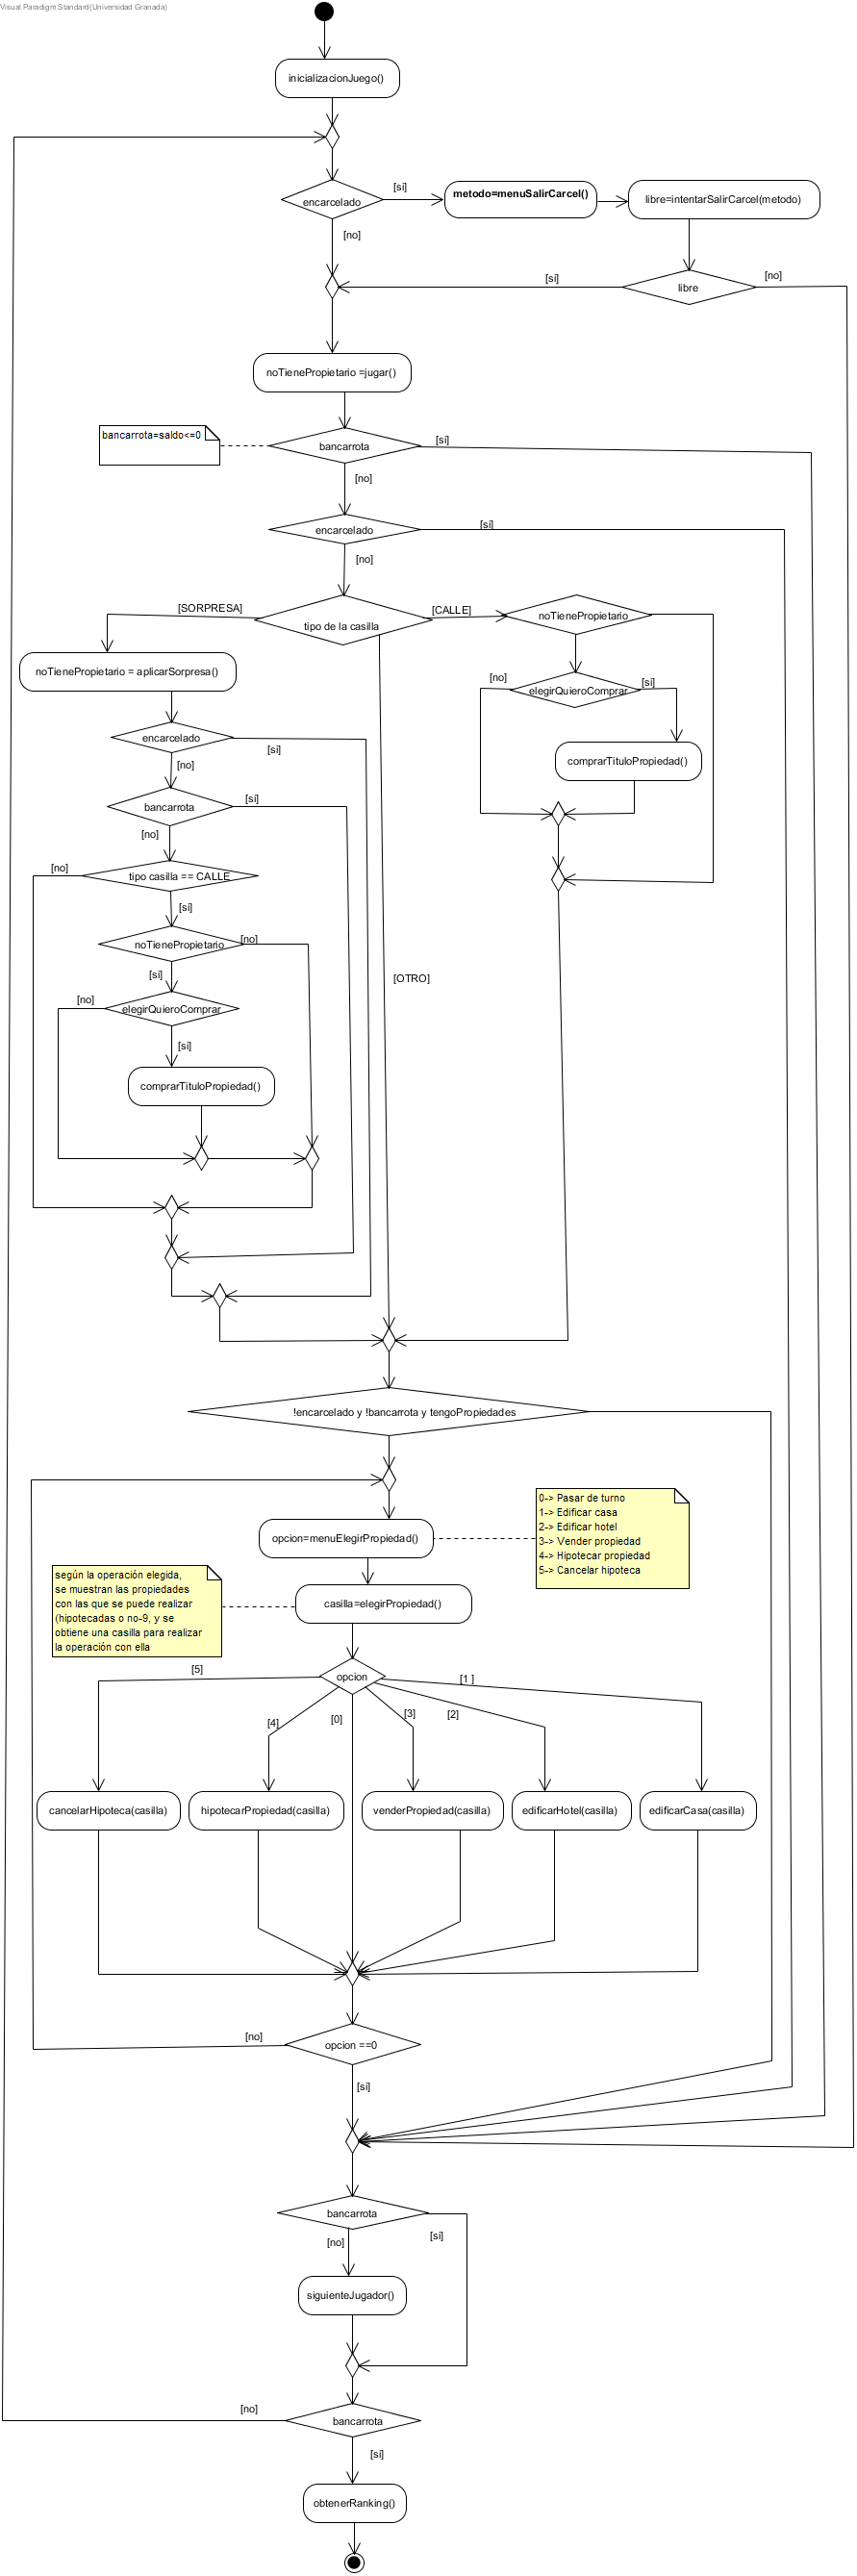 Visual Paradigm Standard(Universidad Granada)
inicializacionJuego()
encarcelado
[si]
metodo=menuSalirCarcel()
libre=intentarSalirCarcel(metodo)
[no]
[si]
libre
[no]
noTienePropietario =jugar()
bancarrota=saldo<=0
bancarrota
[si]
[no]
encarcelado
[si]
[no]
[SORPRESA]
tipo de la casilla
[CALLE]
noTienePropietario
noTienePropietario = aplicarSorpresa()
[no]
elegirQuieroComprar
[si]
encarcelado
[si]
[no]
comprarTituloPropiedad()
bancarrota
[si]
[no]
[no]
tipo casilla == CALLE
[si]
noTienePropietario
[no]
[si]
[OTRO]
[no]
elegirQuieroComprar
[si]
comprarTituloPropiedad()
!encarcelado y !bancarrota y tengoPropiedades
0-> Pasar de turno
1-> Edificar casa
2-> Edificar hotel
3-> Vender propiedad
4-> Hipotecar propiedad
5-> Cancelar hipoteca
opcion=menuElegirPropiedad()
según la operación elegida,
se muestran las propiedades
con las que se puede realizar
(hipotecadas o no-9, y se
obtiene una casilla para realizar
la operación con ella
casilla=elegirPropiedad()
opcion
[5]
[4]
[0]
[3]
[2]
[1 ]
cancelarHipoteca(casilla)
hipotecarPropiedad(casilla)
venderPropiedad(casilla)
edificarHotel(casilla)
edificarCasa(casilla)
[no]
opcion ==0
[si]
bancarrota
[no]
[si]
siguienteJugador()
[no]
bancarrota
[si]
obtenerRanking()